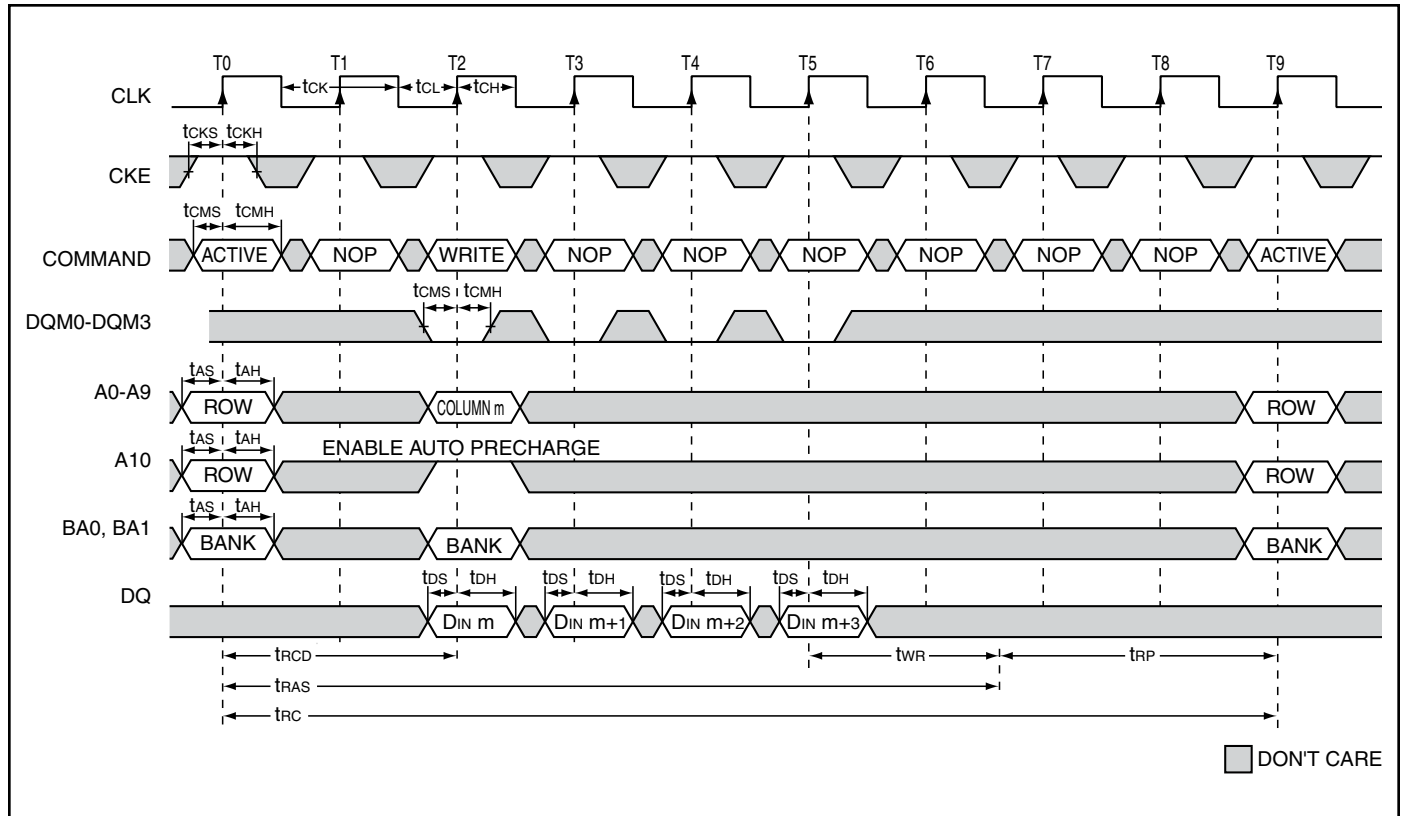 T0 T1 T2 T3 T4 T5 T6 T7 T8 T9
CLK tCK tCL tCH
tCKS tCKH
CKE
tCMS tCMH
COMMAND ACTIVE NOP WRITE NOP NOP NOP NOP NOP NOP ACTIVE
tCMS tCMH
DQM0-DQM3
tAS tAH
A0-A9 ROW COLUMN m ROW
tAS tAH ENABLE AUTO PRECHARGE
A10 ROW ROW
tAS tAH
BA0, BA1 BANK BANK BANK
tDS tDH tDS tDH tDS tDH tDS tDH
DQ DIN m DIN m+1 DIN m+2 DIN m+3
tRCD tWR tRP
tRAS
tRC
DON'T CARE